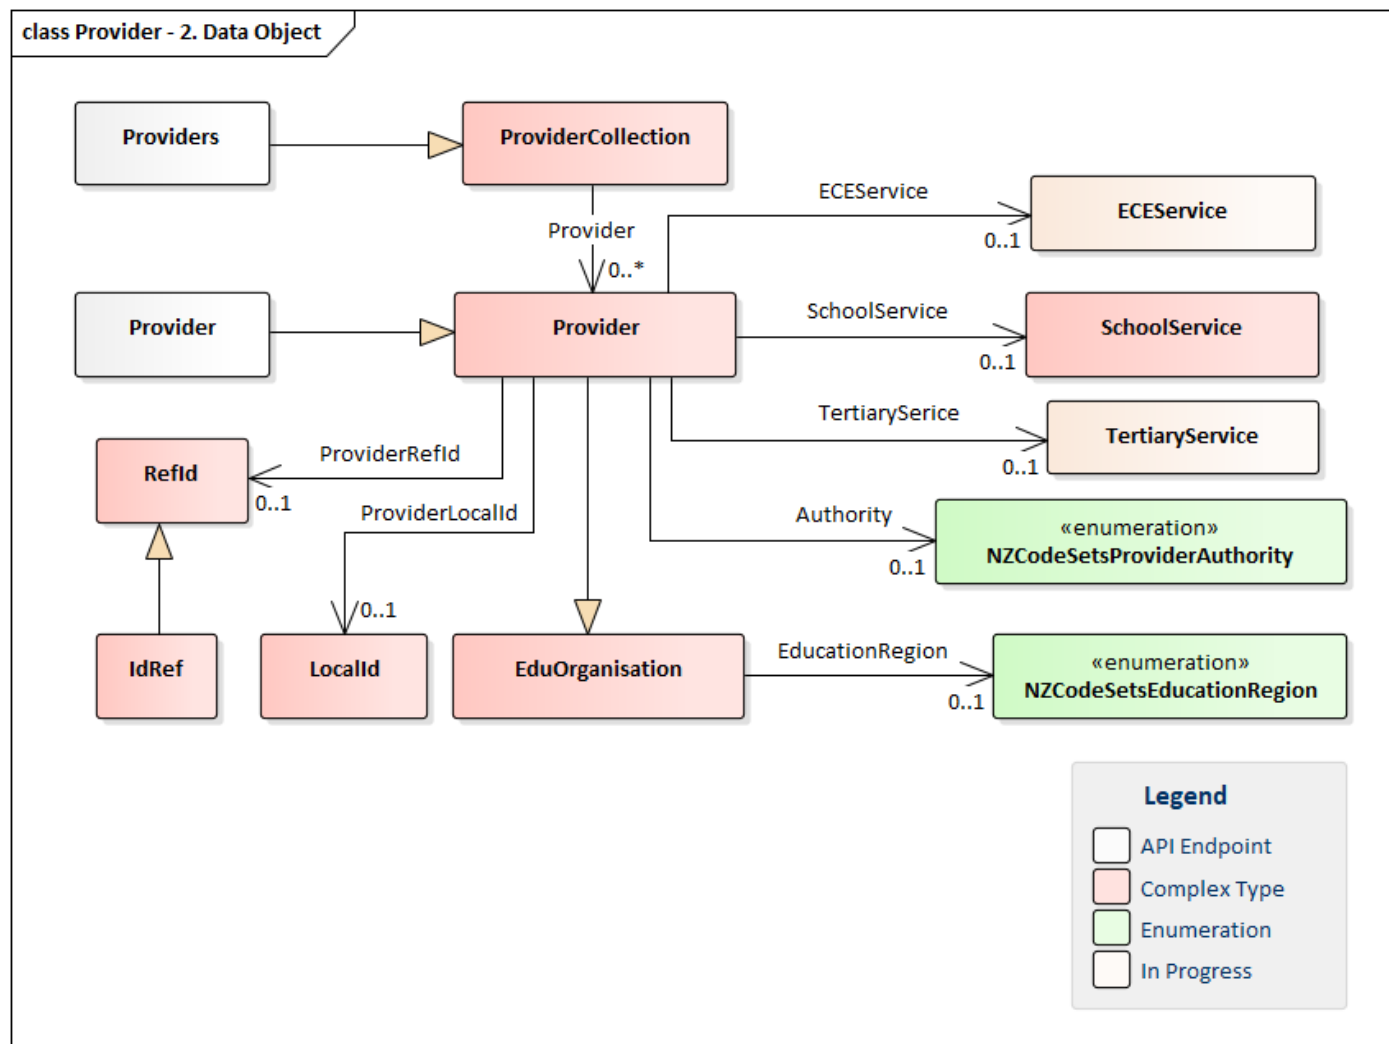 class Provider - 2. Data Object
Providers
ProviderCollection
ECEService
ECEService
0..1
Provider
0..*
Provider
Provider
SchoolService
SchoolService
0..1
TertiarySerice
TertiaryService
0..1
RefId
ProviderRefId
0..1
ProviderLocalId
Authority
«enumeration»
NZCodeSetsProviderAuthority
0..1
0..1
IdRef
LocalId
EduOrganisation
EducationRegion
«enumeration»
NZCodeSetsEducationRegion
0..1
Legend
API Endpoint
Complex Type
Enumeration
In Progress